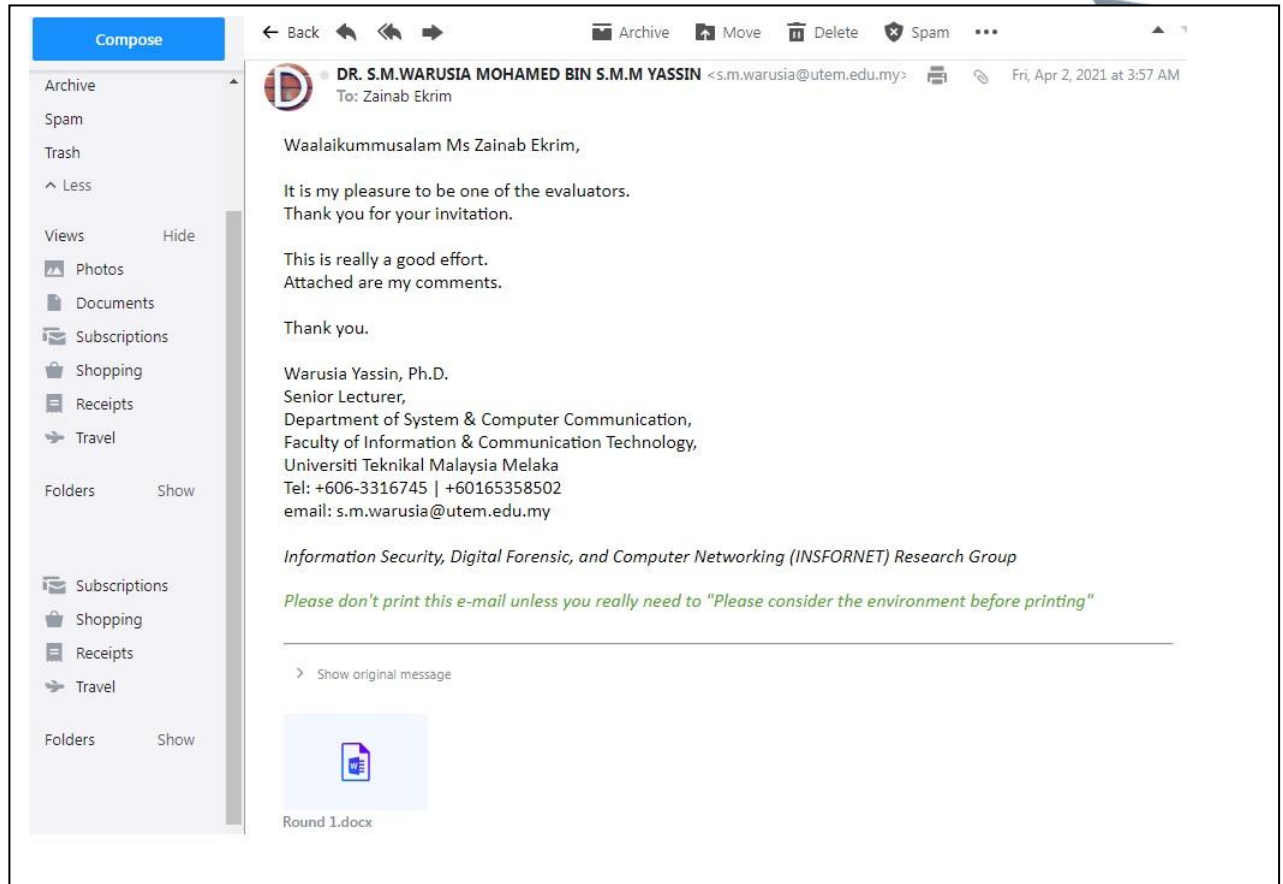 Compose
Back
Archive
Move
Delete
Spam
Archive
Spam
Trash
Less
Views Hide
Photos
Documents
Subscriptions
Shopping
Receipts
Travel
Folders Show
Subscriptions
Shopping
Receipts
Travel
Folders Show
D
DR. S.M.WARUSIA MOHAMED BIN S.M.M YASSIN <s.m.warusia@utem.edu.my>
Fri, Apr 2, 2021 at 3:57 AM
To: Zainab Ekrim
Waalaikummusalam Ms Zainab Ekrim,
It is my pleasure to be one of the evaluators.
Thank you for your invitation.
This is really a good effort.
Attached are my comments.
Thank you.
Warusia Yassin, Ph.D.
Senior Lecturer,
Department of System & Computer Communication,
Faculty of Information & Communication Technology,
Universiti Teknikal Malaysia Melaka
Tel: +606-3316745 | +60165358502
email: s.m.warusia@utem.edu.my
Information Security, Digital Forensic, and Computer Networking (INSFORNET) Research Group
Please don't print this e-mail unless you really need to "Please consider the environment before printing"
Show original message
W
Round 1.docx